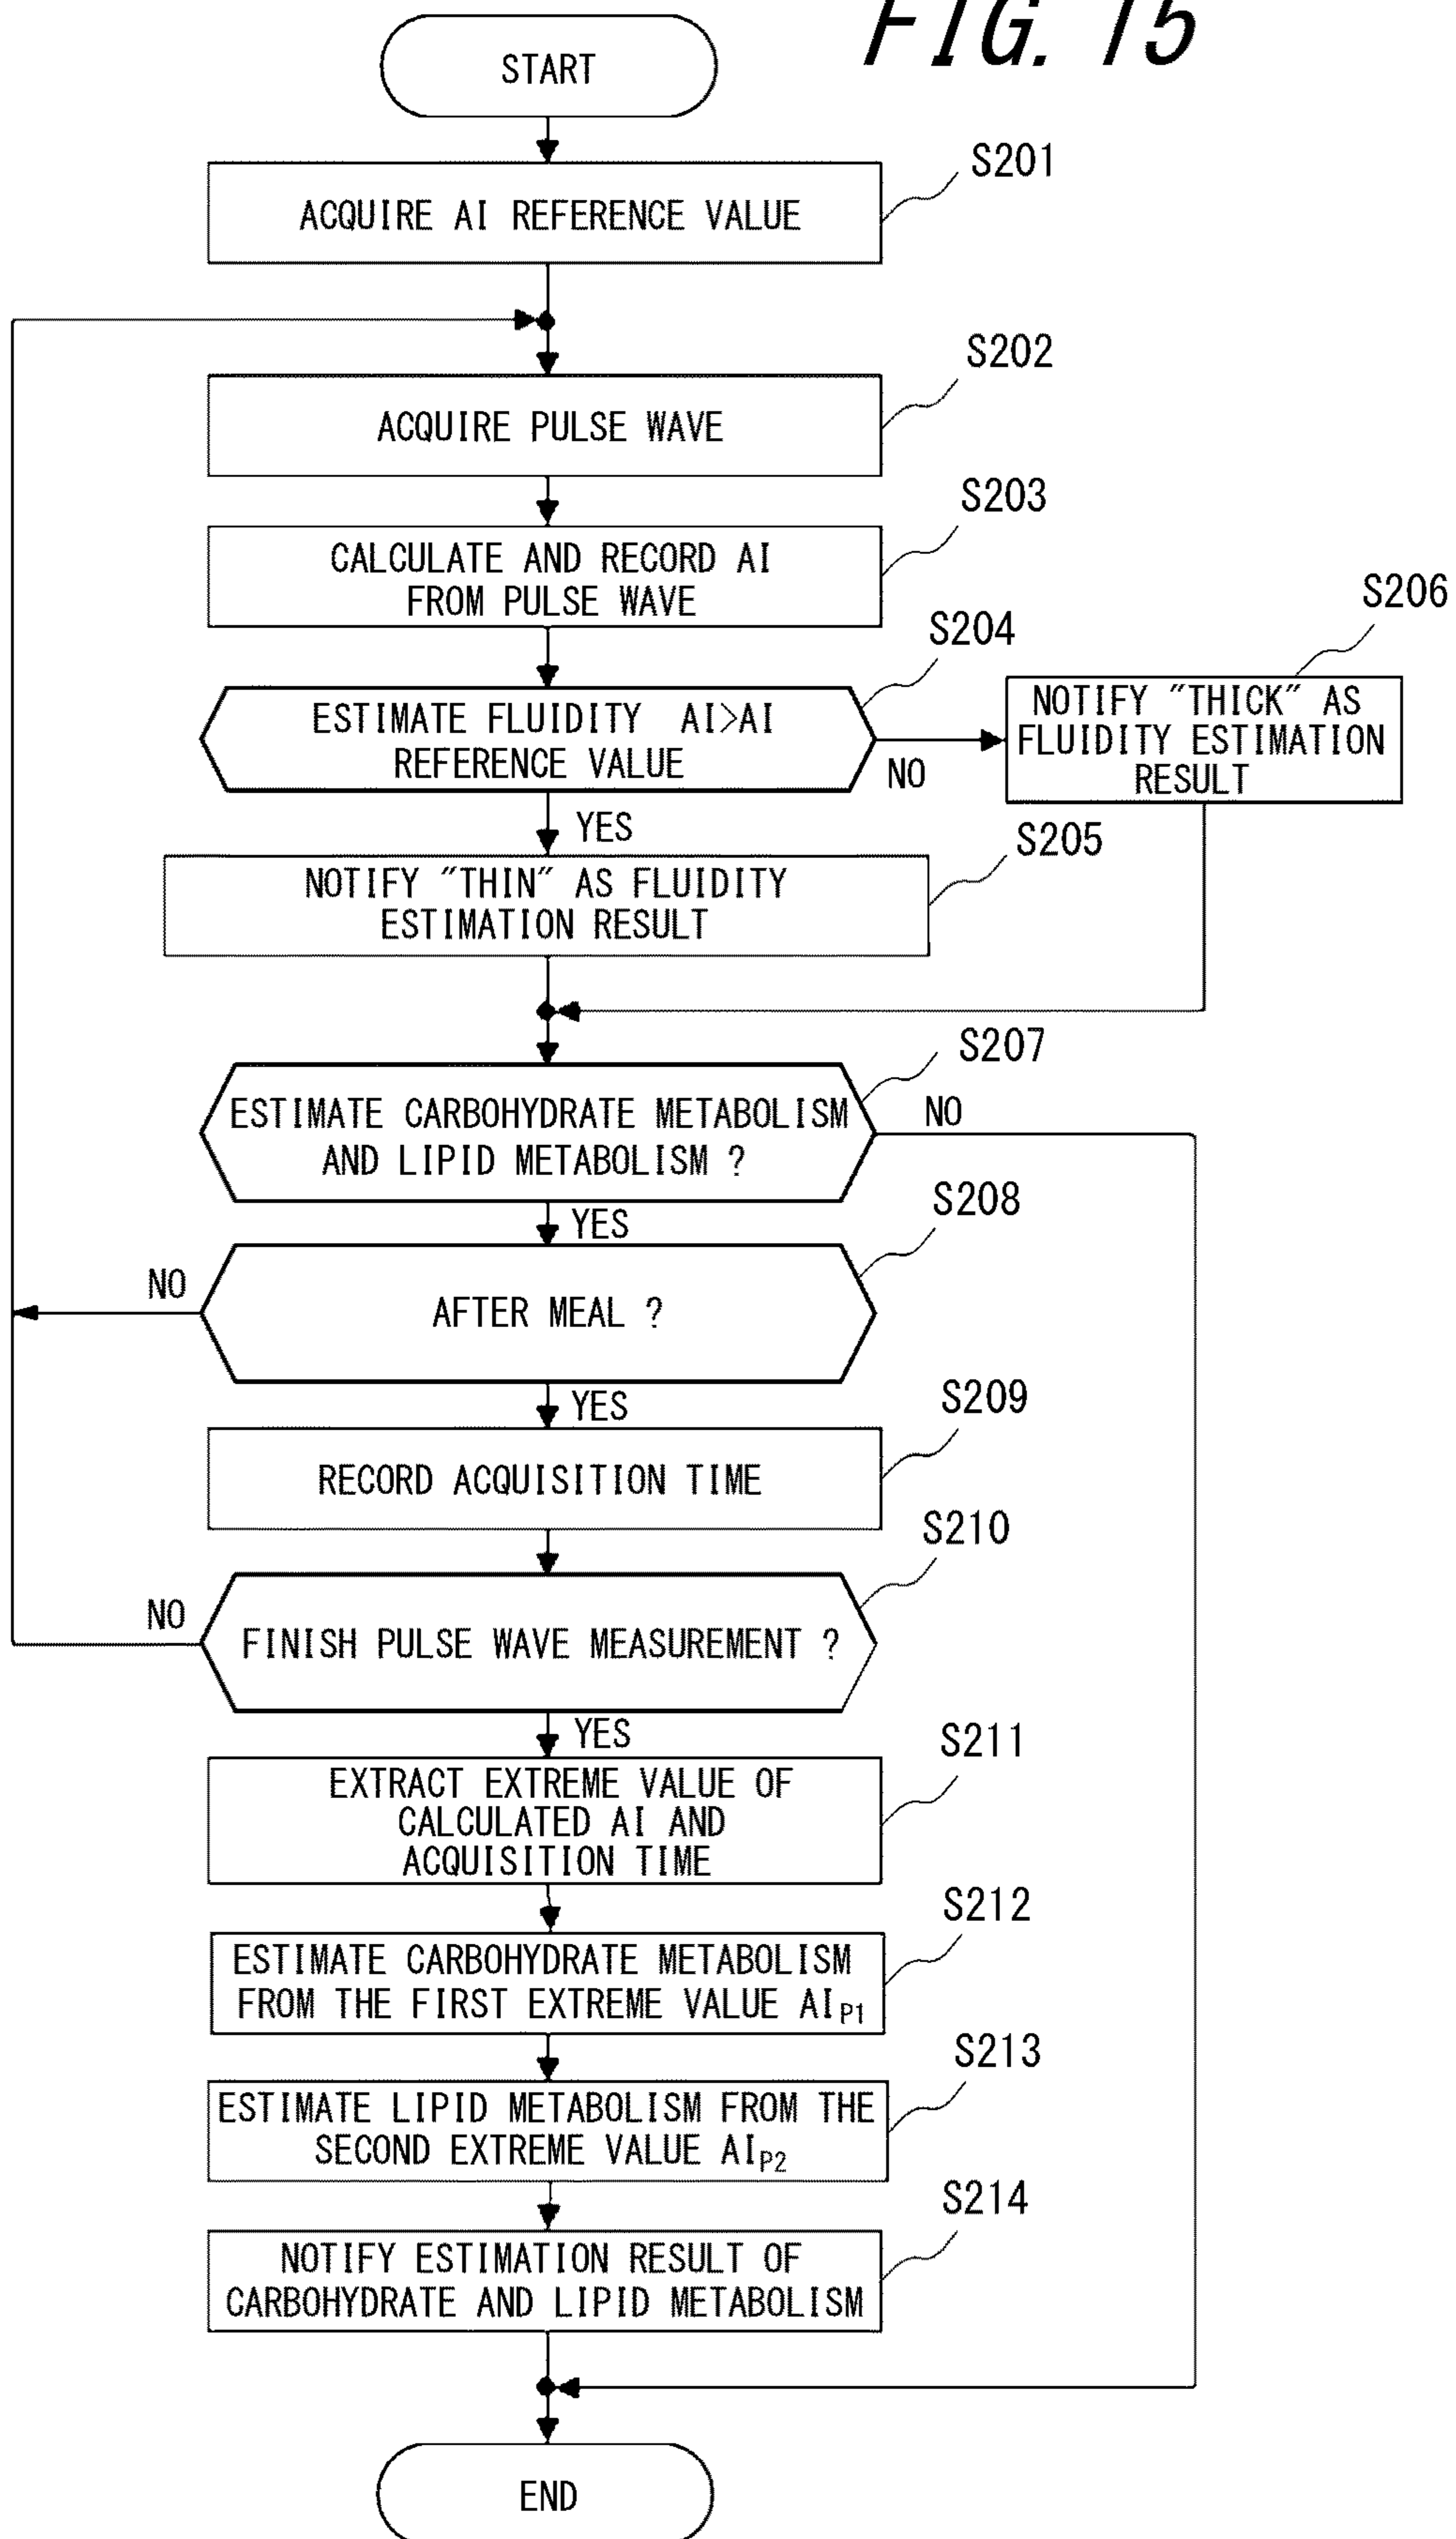 FIG. 15
START
S201
ACQUIRE AI REFERENCE VALUE
S202
ACQUIRE PULSE WAVE
S203
CALCULATE AND RECORD AI
FROM PULSE WAVE
S204
ESTIMATE FLUIDITY AI>AI
REFERENCE VALUE
NO
S206
NOTIFY "THICK" AS
FLUIDITY ESTIMATION
RESULT
YES
S205
NOTIFY "THIN" AS FLUIDITY
ESTIMATION RESULT
S207
ESTIMATE CARBOHYDRATE METABOLISM
AND LIPID METABOLISM ?
NO
YES
S208
NO
AFTER MEAL ?
YES
S209
RECORD ACQUISITION TIME
S210
NO
FINISH PULSE WAVE MEASUREMENT ?
YES
S211
EXTRACT EXTREME VALUE OF
CALCULATED AI AND
ACQUISITION TIME
S212
ESTIMATE CARBOHYDRATE METABOLISM
FROM THE FIRST EXTREME VALUE AIP1
S213
ESTIMATE LIPID METABOLISM FROM THE
SECOND EXTREME VALUE AIP2
S214
NOTIFY ESTIMATION RESULT OF
CARBOHYDRATE AND LIPID METABOLISM
END